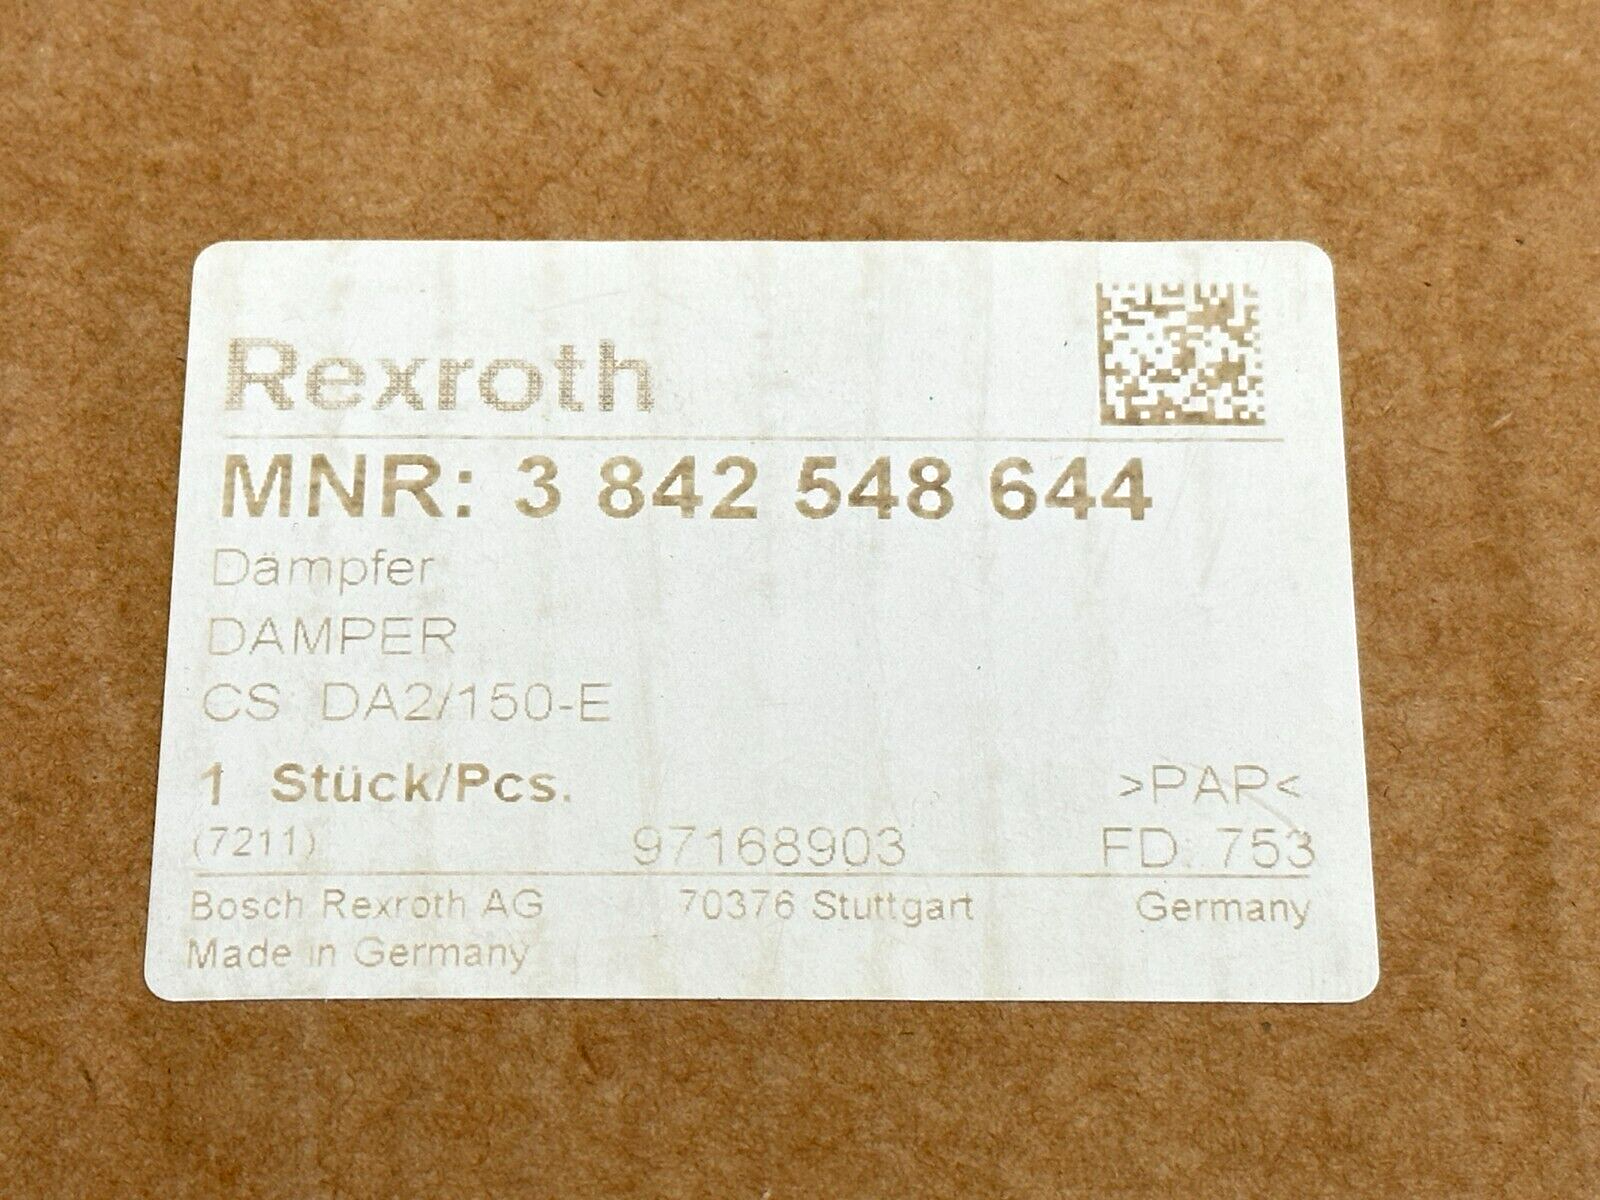 Rexroth
MNR: 3 842 548 644
Dämpfer
DAMPER
CS DA2/150-E
1 Stück/Pcs. >PAP<
(7211) 97168903 FD: 753
Bosch Rexroth AG 70376 Stuttgart Germany
Made in Germany